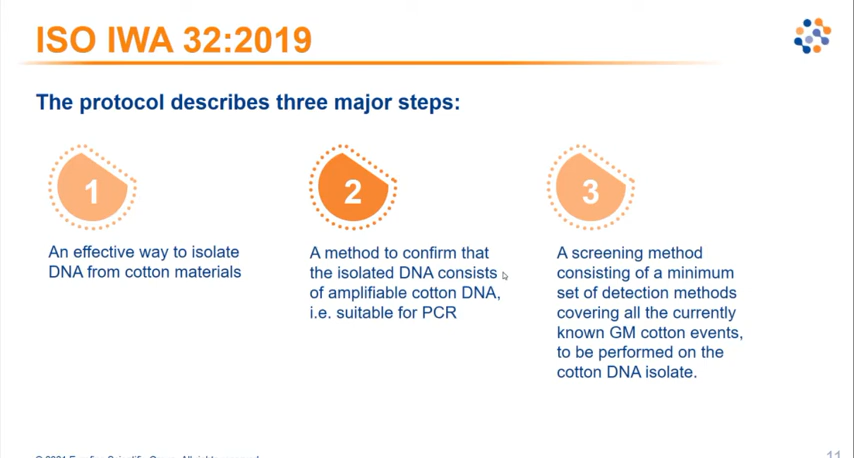 ISO IWA 32:2019
The protocol describes three major steps:
1
An effective way to isolate
DNA from cotton materials
2
A method to confirm that
the isolated DNA consists
of amplifiable cotton DNA,
i.e. suitable for PCR
3
A screening method
consisting of a minimum
set of detection methods
covering all the currently
known GM cotton events,
to be performed on the
cotton DNA isolate.
11